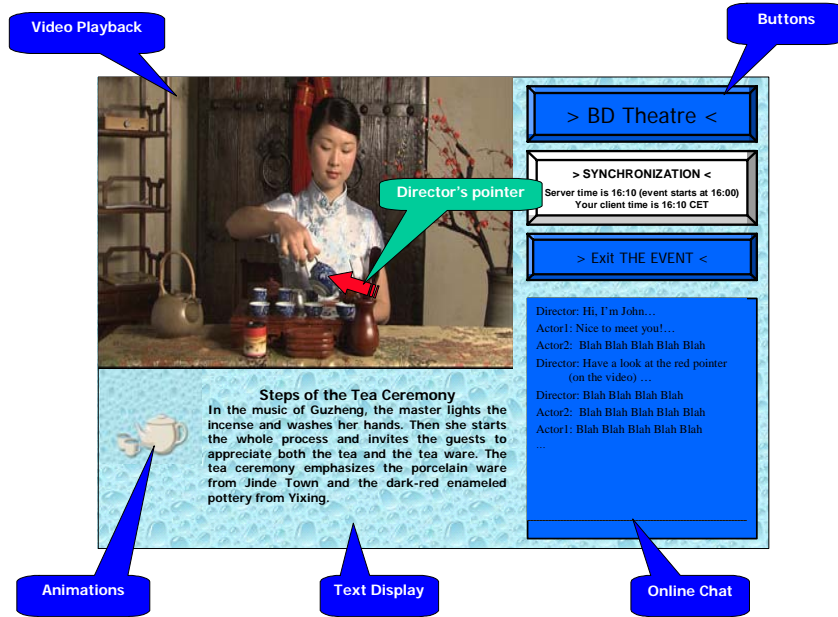 Video Playback
Buttons
> BD Theatre <
> SYNCHRONIZATION <
Server time is 16:10 (event starts at 16:00)
Your client time is 16:10 CET
Director's pointer
> Exit THE EVENT <
Director: Hi, I'm John…
Actor1: Nice to meet you!…
Actor2:  Blah Blah Blah Blah Blah
Director: Have a look at the red pointer
(on the video) …
Director: Blah Blah Blah Blah
Actor2:  Blah Blah Blah Blah Blah
Actor1: Blah Blah Blah Blah Blah
…
Steps of the Tea Ceremony
In the music of Guzheng, the master lights the
incense and washes her hands. Then she starts
the whole process and invites the guests to
appreciate both the tea and the tea ware. The
tea ceremony emphasizes the porcelain ware
from Jinde Town and the dark-red enameled
pottery from Yixing.
Animations
Text Display
Online Chat